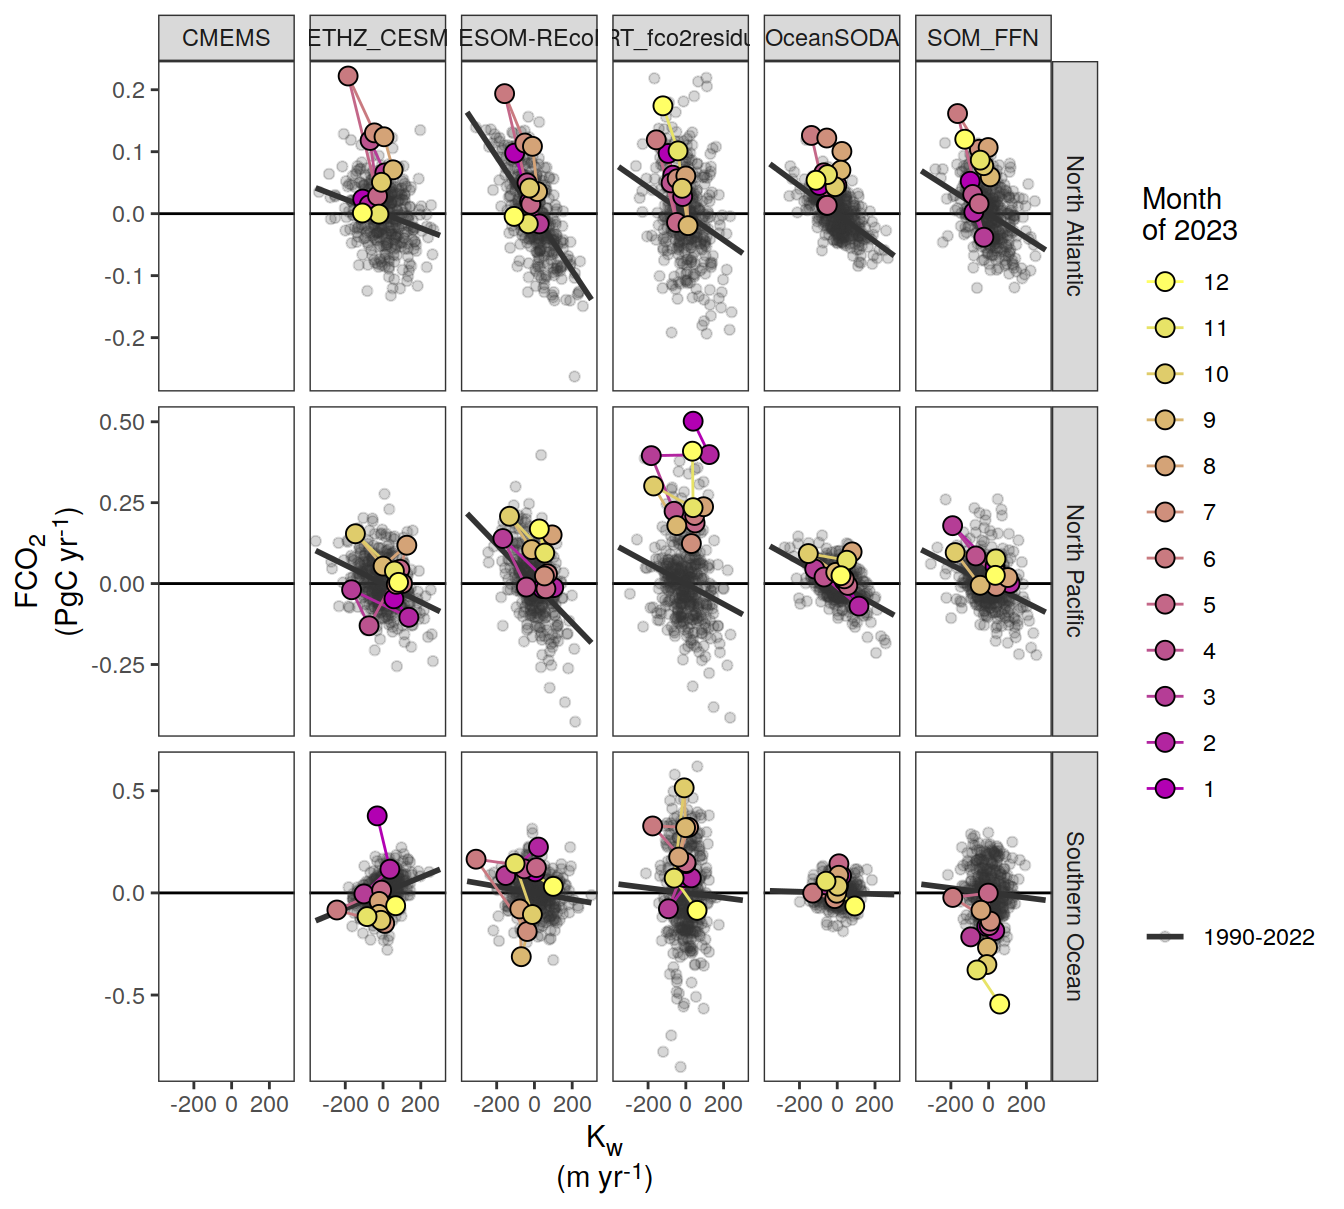 CMEMS ETHZ_CESM ESOM-REcoM RT_fco2residu OceanSODA SOM_FFN
0.2
0.1
0.0
-0.1
-0.2
North Atlantic
0.50
0.25
0.00
-0.25
North Pacific
0.5
0.0
-0.5
Southern Ocean
FCO2
(PgC yr-1)
-200 0 200 -200 0 200 -200 0 200 -200 0 200 -200 0 200 -200 0 200
Kw
(m yr-1)
Month
of 2023
12
11
10
9
8
7
6
5
4
3
2
1
1990-2022